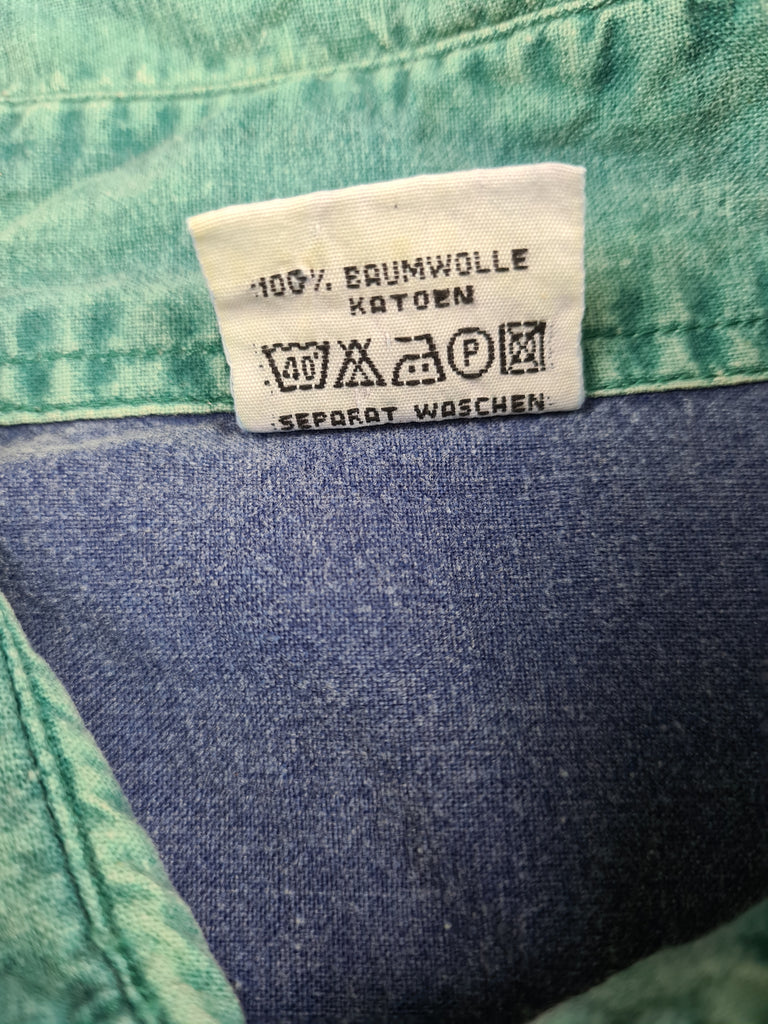 100% BAUMWOLLE
KATOEN
40° P
SEPARAT WASCHEN